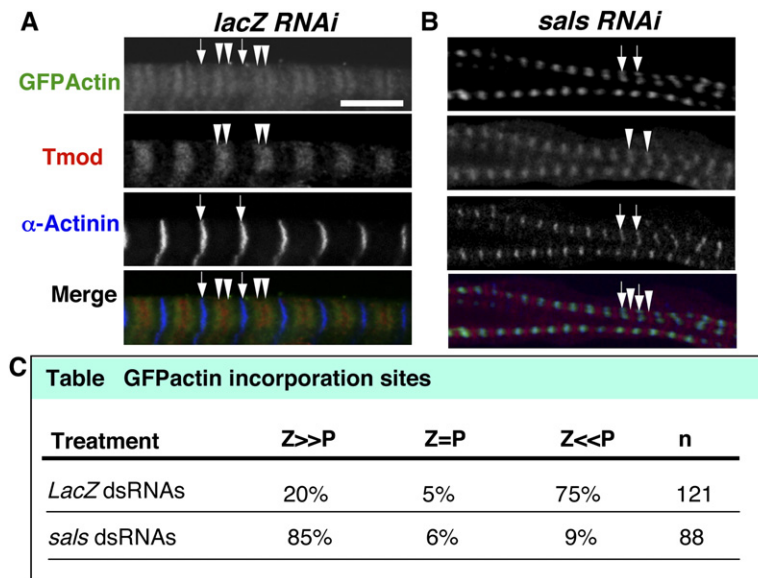 A lacZ RNAi
B sals RNAi
GFPActin
Tmod
α-Actinin
Merge
C Table GFPactin incorporation sites
Treatment Z>>P Z=P Z<<P n
LacZ dsRNAs 20% 5% 75% 121
sals dsRNAs 85% 6% 9% 88